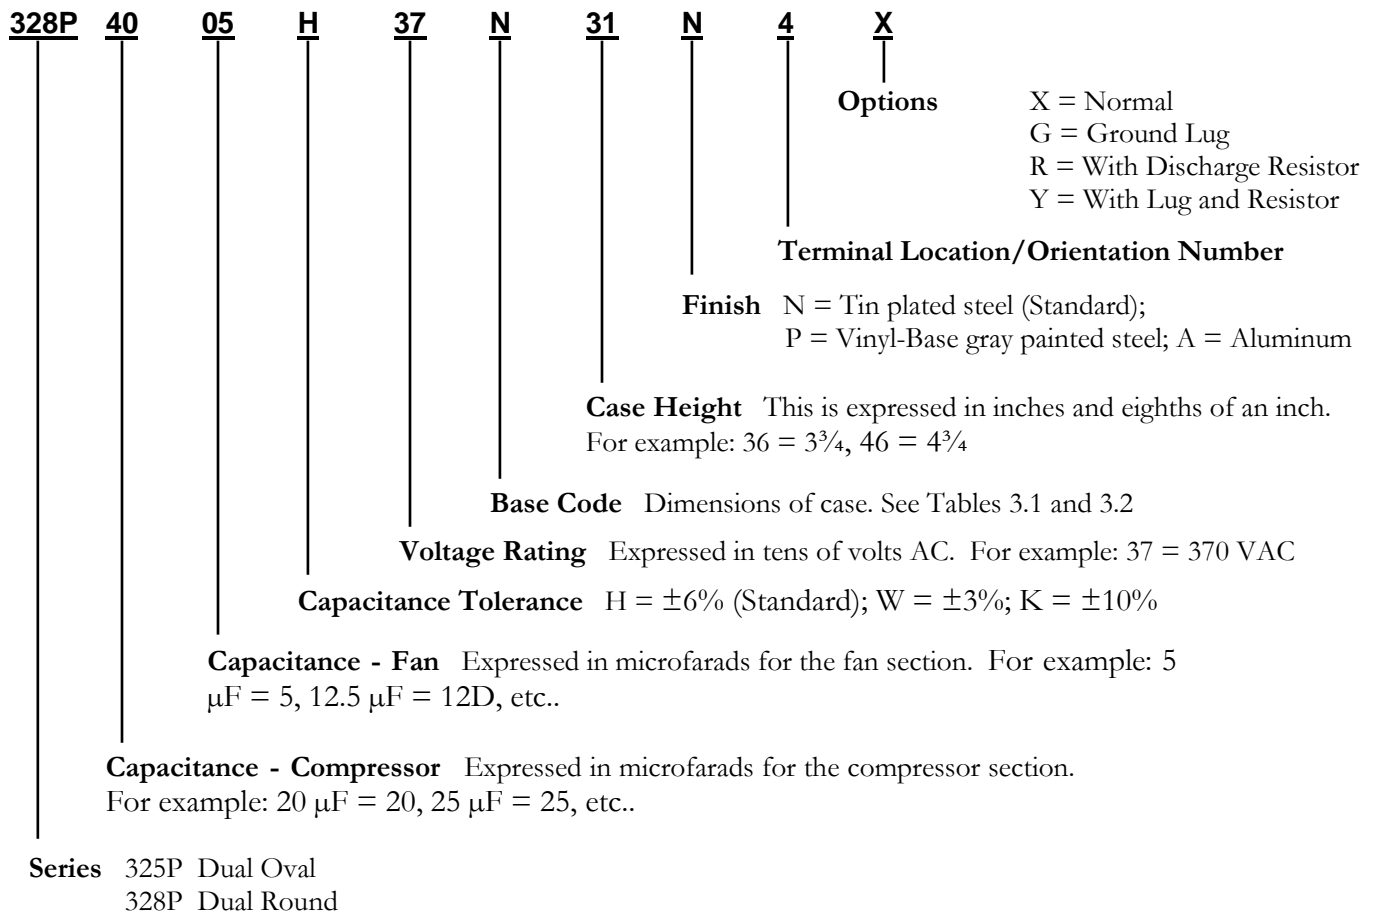 328P 40 05 H 37 N 31 N 4 X
Options X = Normal
G = Ground Lug
R = With Discharge Resistor
Y = With Lug and Resistor
Terminal Location/Orientation Number
Finish N = Tin plated steel (Standard);
P = Vinyl-Base gray painted steel; A = Aluminum
Case Height This is expressed in inches and eighths of an inch.
For example: 36 = 3¾, 46 = 4¾
Base Code Dimensions of case. See Tables 3.1 and 3.2
Voltage Rating Expressed in tens of volts AC. For example: 37 = 370 VAC
Capacitance Tolerance H = ±6% (Standard); W = ±3%; K = ±10%
Capacitance - Fan Expressed in microfarads for the fan section. For example: 5
µF = 5, 12.5 µF = 12D, etc..
Capacitance - Compressor Expressed in microfarads for the compressor section.
For example: 20 µF = 20, 25 µF = 25, etc..
Series 325P Dual Oval
328P Dual Round